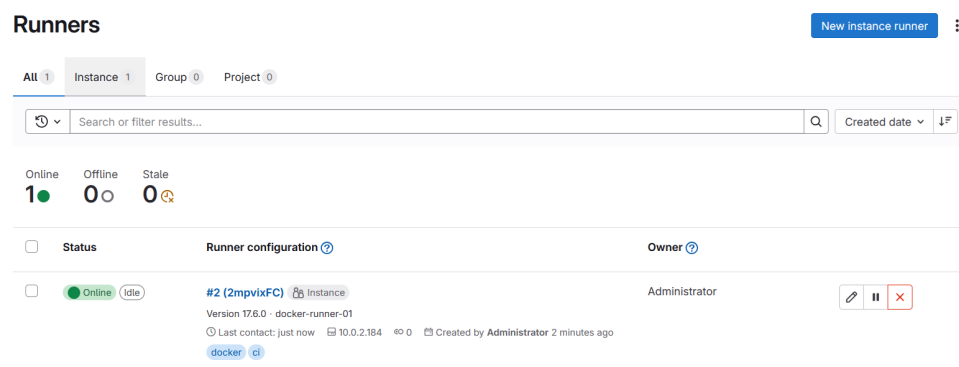 Runners
New instance runner
All 1 Instance 1 Group 0 Project 0
Search or filter results...
Created date
Online Offline Stale
1 0 0
Status Runner configuration Owner
Online Idle #2 (2mpvixFC) Instance Administrator
Version 17.6.0 · docker-runner-01
Last contact: just now 10.0.2.184 0 Created by Administrator 2 minutes ago
docker ci